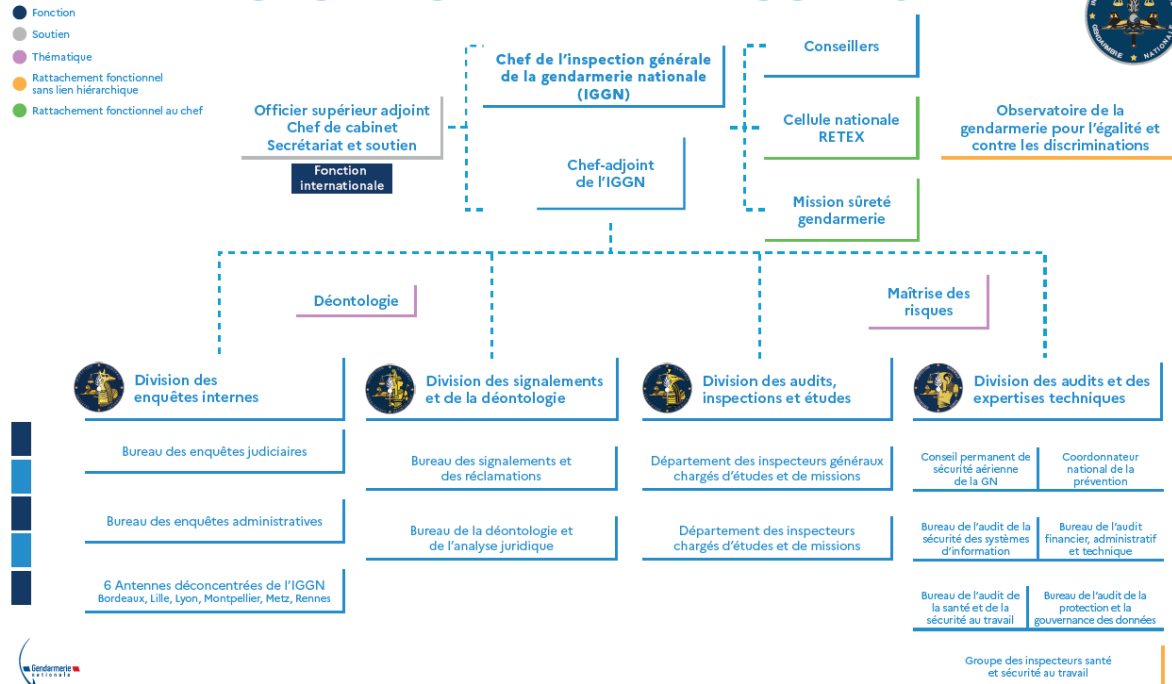 Fonction
Soutien
Thématique
Rattachement fonctionnel
sans lien hiérarchique
Rattachement fonctionnel au chef
Chef de l'inspection générale
de la gendarmerie nationale
(IGGN)
Officier supérieur adjoint
Chef de cabinet
Secrétariat et soutien
Fonction
internationale
Chef-adjoint
de l'IGGN
Conseillers
Cellule nationale
RETEX
Mission sûreté
gendarmerie
Observatoire de la
gendarmerie pour l'égalité et
contre les discriminations
GENDARMERIE NATIONALE
Déontologie
Maîtrise des
risques
Division des
enquêtes internes
Bureau des enquêtes judiciaires
Bureau des enquêtes administratives
6 Antennes déconcentrées de l'IGGN
Bordeaux, Lille, Lyon, Montpellier, Metz, Rennes
Division des signalements
et de la déontologie
Bureau des signalements et
des réclamations
Bureau de la déontologie et
de l'analyse juridique
Division des audits,
inspections et études
Département des inspecteurs généraux
chargés d'études et de missions
Département des inspecteurs
chargés d'études et de missions
Division des audits et des
expertises techniques
Conseil permanent de
sécurité aérienne
de la GN
Coordonnateur
national de la
prévention
Bureau de l'audit de la
sécurité des systèmes
d'information
Bureau de l'audit
financier, administratif
et technique
Bureau de l'audit de
la santé et de la
sécurité au travail
Bureau de l'audit de la
protection et la
gouvernance des données
Groupe des inspecteurs santé
et sécurité au travail
Gendarmerie
nationale